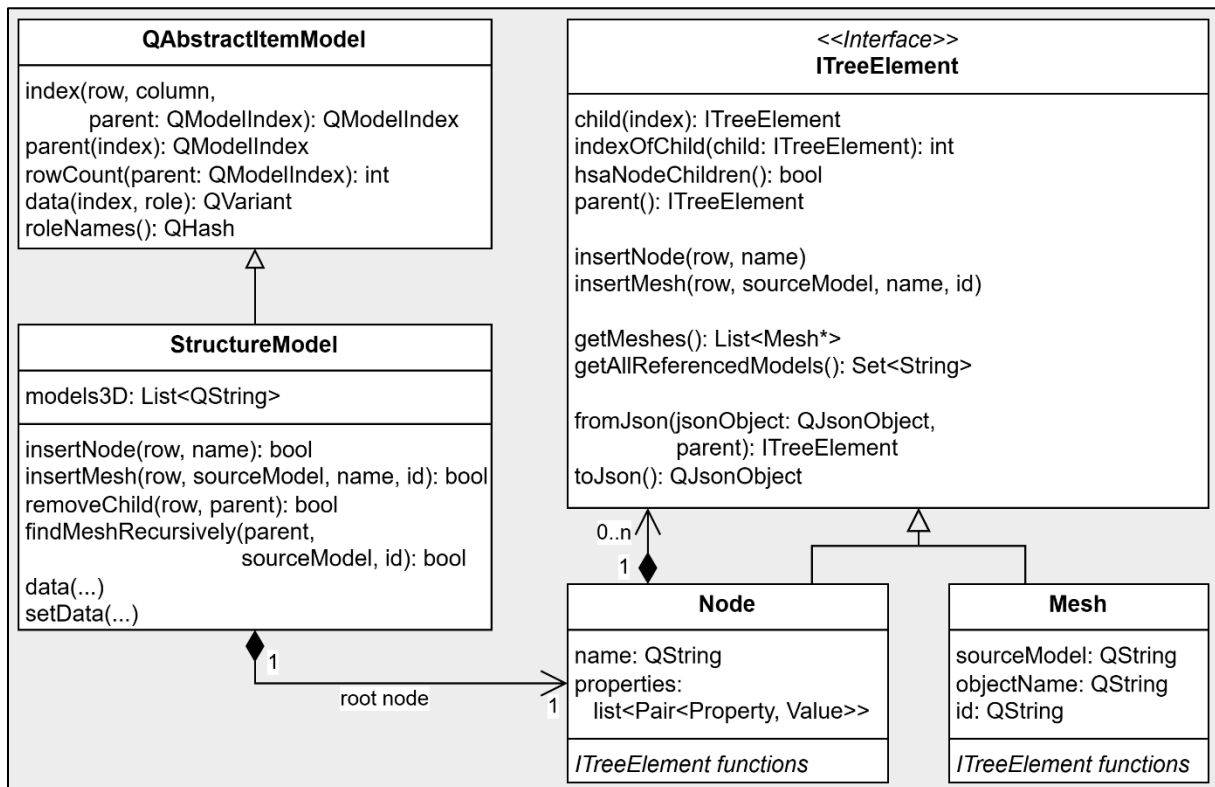 QAbstractItemModel
index(row, column,
parent: QModelIndex): QModelIndex
parent(index): QModelIndex
rowCount(parent: QModelIndex): int
data(index, role): QVariant
roleNames(): QHash
StructureModel
models3D: List<QString>
insertNode(row, name): bool
insertMesh(row, sourceModel, name, id): bool
removeChild(row, parent): bool
findMeshRecursively(parent,
sourceModel, id): bool
data(...)
setData(...)
1
root node
1
<<Interface>>
ITreeElement
child(index): ITreeElement
indexOfChild(child: ITreeElement): int
hsaNodeChildren(): bool
parent(): ITreeElement
insertNode(row, name)
insertMesh(row, sourceModel, name, id)
getMeshes(): List<Mesh*>
getAllReferencedModels(): Set<String>
fromJson(jsonObject: QJsonObject,
parent): ITreeElement
toJson(): QJsonObject
0..n
1
Node
name: QString
properties:
list<Pair<Property, Value>>
ITreeElement functions
Mesh
sourceModel: QString
objectName: QString
id: QString
ITreeElement functions